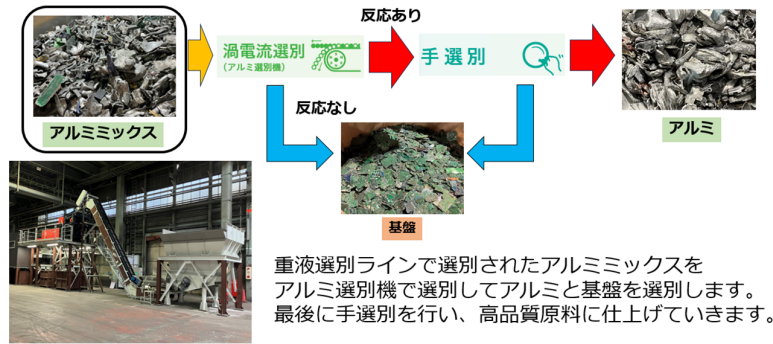 反応あり
渦電流選別
(アルミ選別機)
手選別
アルミミックス
反応なし
アルミ
基盤
重液選別ラインで選別されたアルミミックスを
アルミ選別機で選別してアルミと基盤を選別します。
最後に手選別を行い、高品質原料に仕上げていきます。